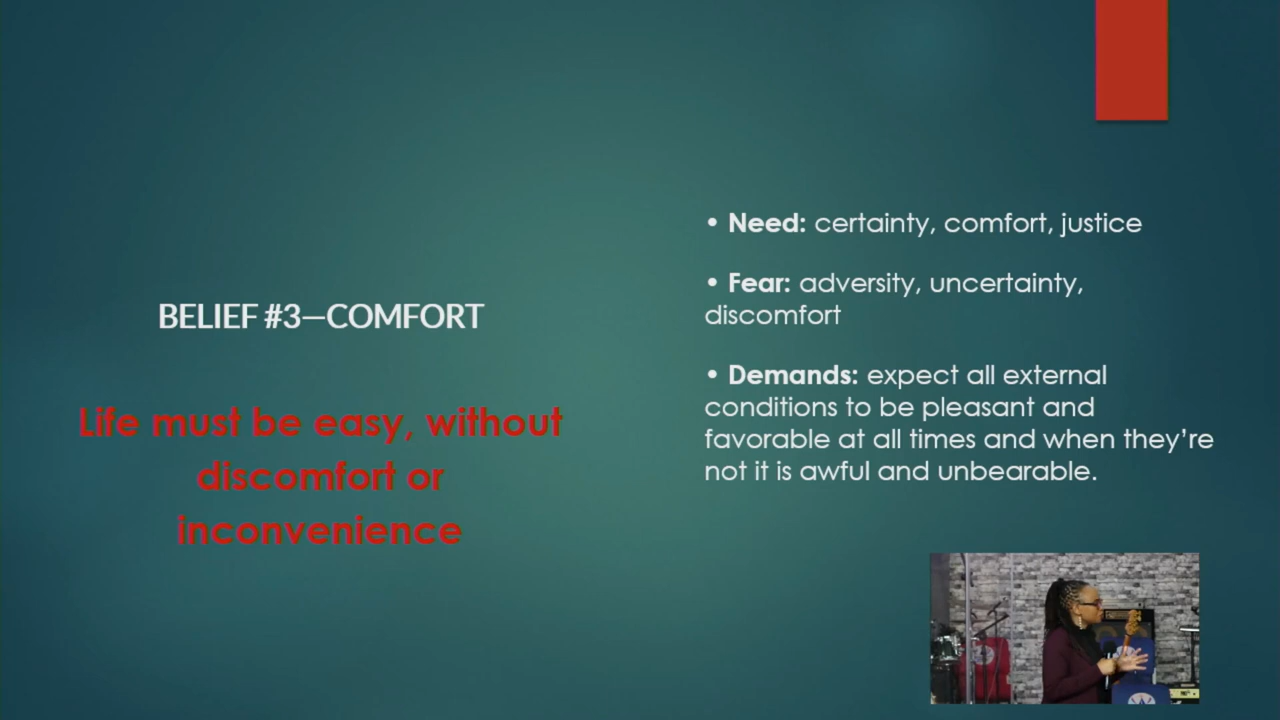 BELIEF #3—COMFORT
Life must be easy, without
discomfort or
inconvenience
• Need: certainty, comfort, justice
• Fear: adversity, uncertainty,
discomfort
• Demands: expect all external
conditions to be pleasant and
favorable at all times and when they’re
not it is awful and unbearable.